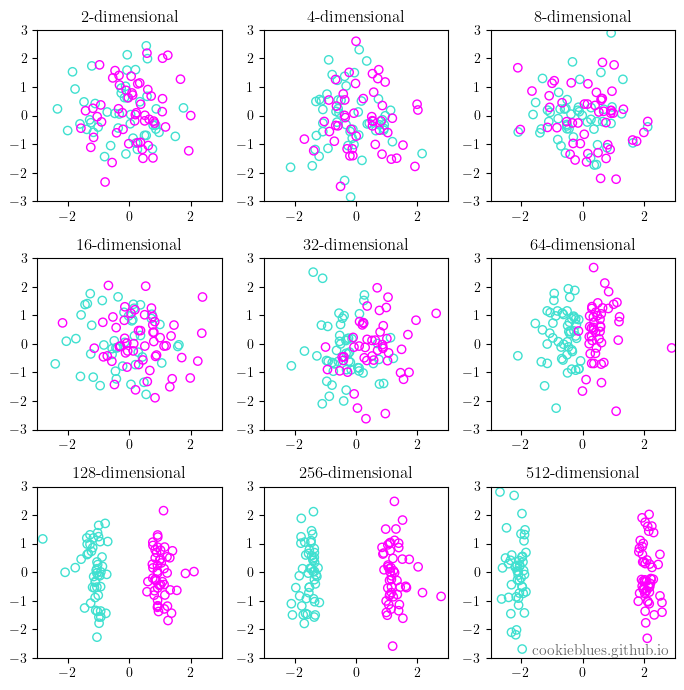 2-dimensional 4-dimensional 8-dimensional
3 3 3
2 2 2
1 1 1
0 0 0
−1 −1 −1
−2 −2 −2
−3 −3 −3
−2 0 2 −2 0 2 −2 0 2
16-dimensional 32-dimensional 64-dimensional
3 3 3
2 2 2
1 1 1
0 0 0
−1 −1 −1
−2 −2 −2
−3 −3 −3
−2 0 2 −2 0 2 −2 0 2
128-dimensional 256-dimensional 512-dimensional
3 3 3
2 2 2
1 1 1
0 0 0
−1 −1 −1
−2 −2 −2
−3 −3 −3
cookieblues.github.io
−2 0 2 −2 0 2 −2 0 2